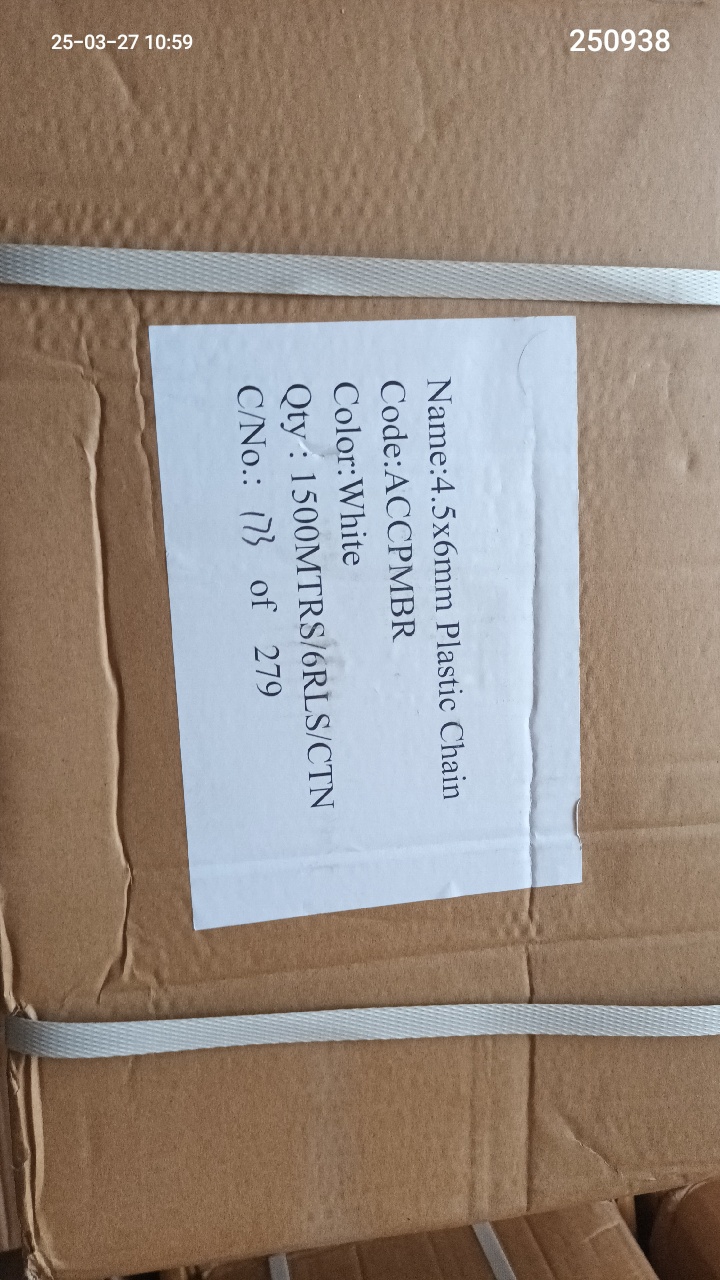 25-03-27 10:59
250938
Name:4.5x6mm Plastic Chain
Code:ACCPMBR
Color:White
Qty : 1500MTRS/6RLS/CTN
C/No.: 173 of 279